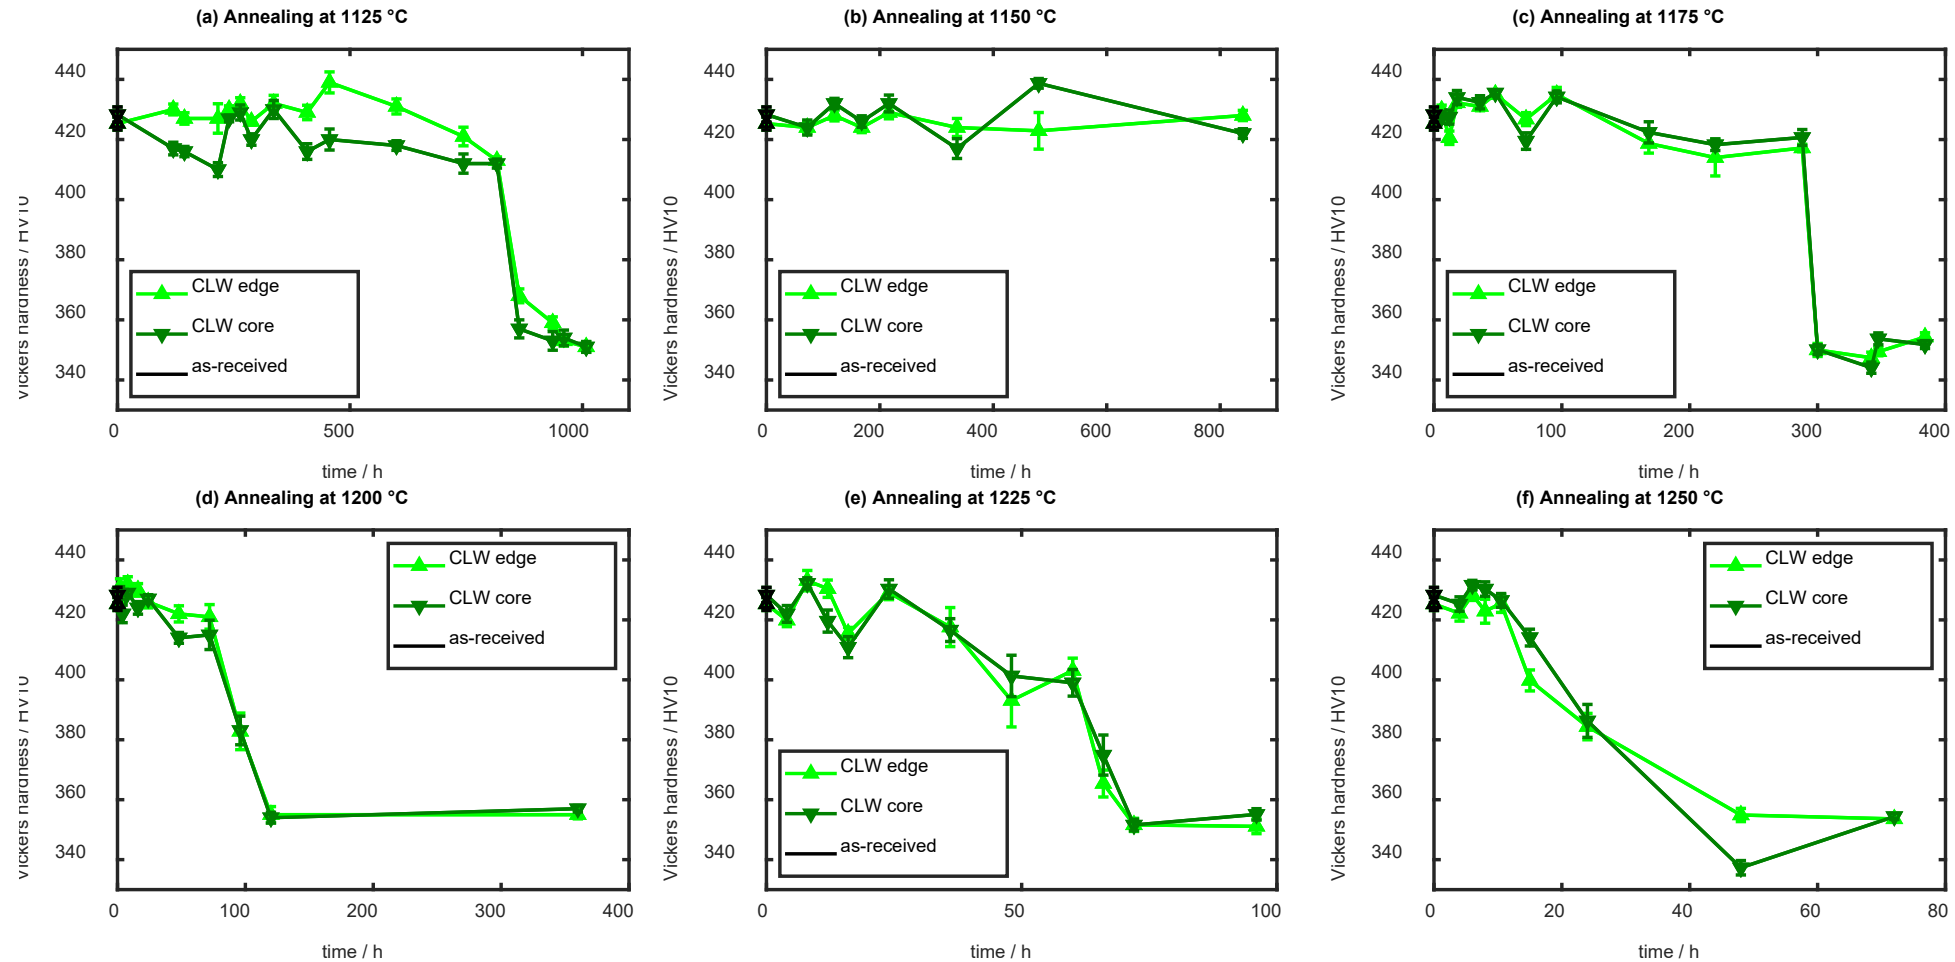 (a) Annealing at 1125 °C
440
420
400
380
360
340
Vickers hardness / HV10
CLW edge
CLW core
as-received
0 500 1000
time / h
(b) Annealing at 1150 °C
440
420
400
380
360
340
Vickers hardness / HV10
CLW edge
CLW core
as-received
0 200 400 600 800
time / h
(c) Annealing at 1175 °C
440
420
400
380
360
340
Vickers hardness / HV10
CLW edge
CLW core
as-received
0 100 200 300 400
time / h
(d) Annealing at 1200 °C
440
420
400
380
360
340
Vickers hardness / HV10
CLW edge
CLW core
as-received
0 100 200 300 400
time / h
(e) Annealing at 1225 °C
440
420
400
380
360
340
Vickers hardness / HV10
CLW edge
CLW core
as-received
0 50 100
time / h
(f) Annealing at 1250 °C
440
420
400
380
360
340
Vickers hardness / HV10
CLW edge
CLW core
as-received
0 20 40 60 80
time / h